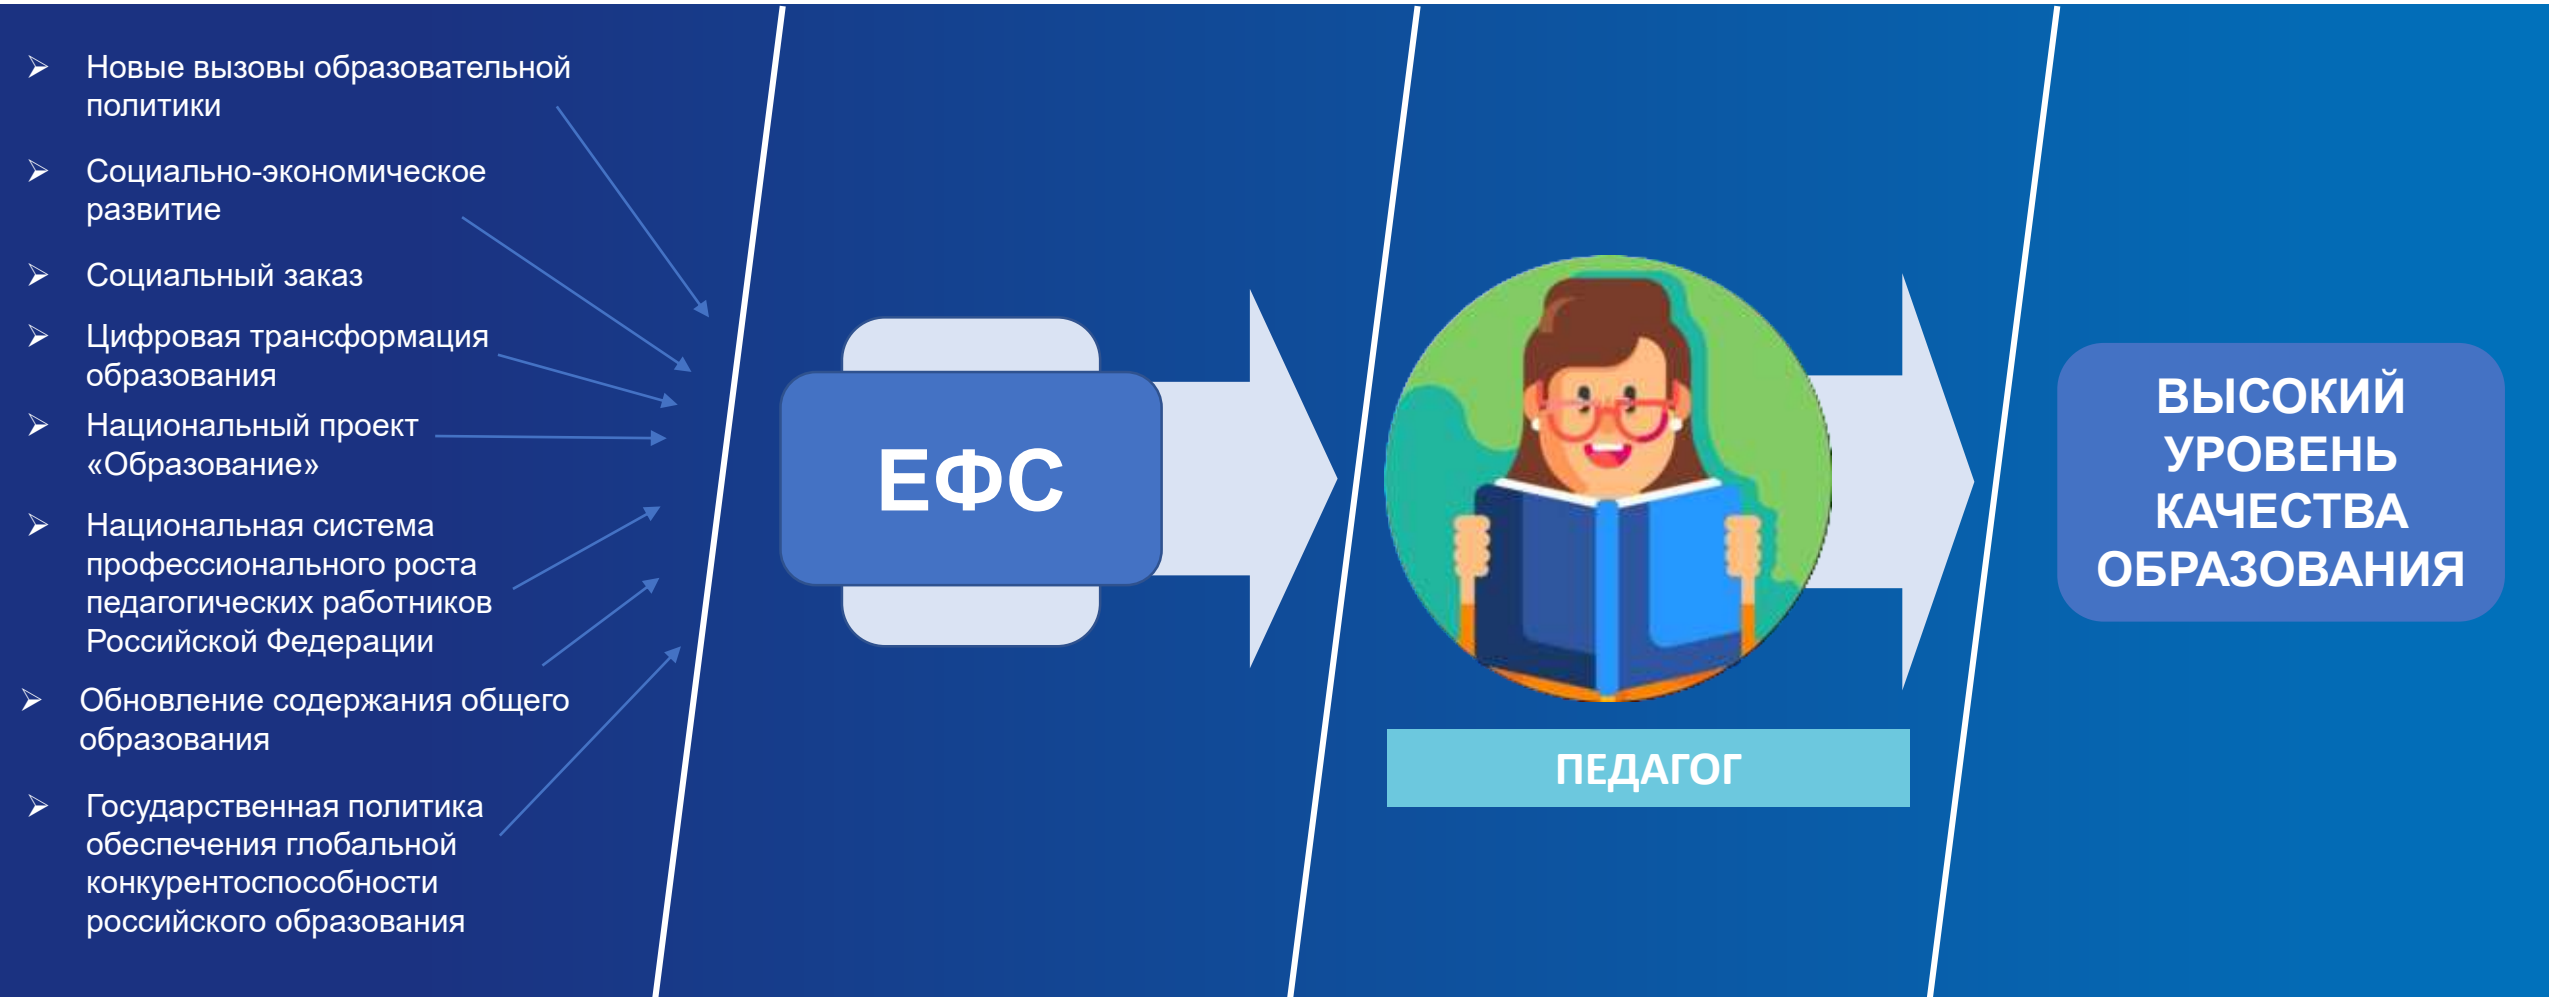 Новые вызовы образовательной
политики
Социально-экономическое
развитие
Социальный заказ
Цифровая трансформация
образования
Национальный проект
«Образование»
Национальная система
профессионального роста
педагогических работников
Российской Федерации
Обновление содержания общего
образования
Государственная политика
обеспечения глобальной
конкурентоспособности
российского образования
ЕФС
ПЕДАГОГ
ВЫСОКИЙ
УРОВЕНЬ
КАЧЕСТВА
ОБРАЗОВАНИЯ